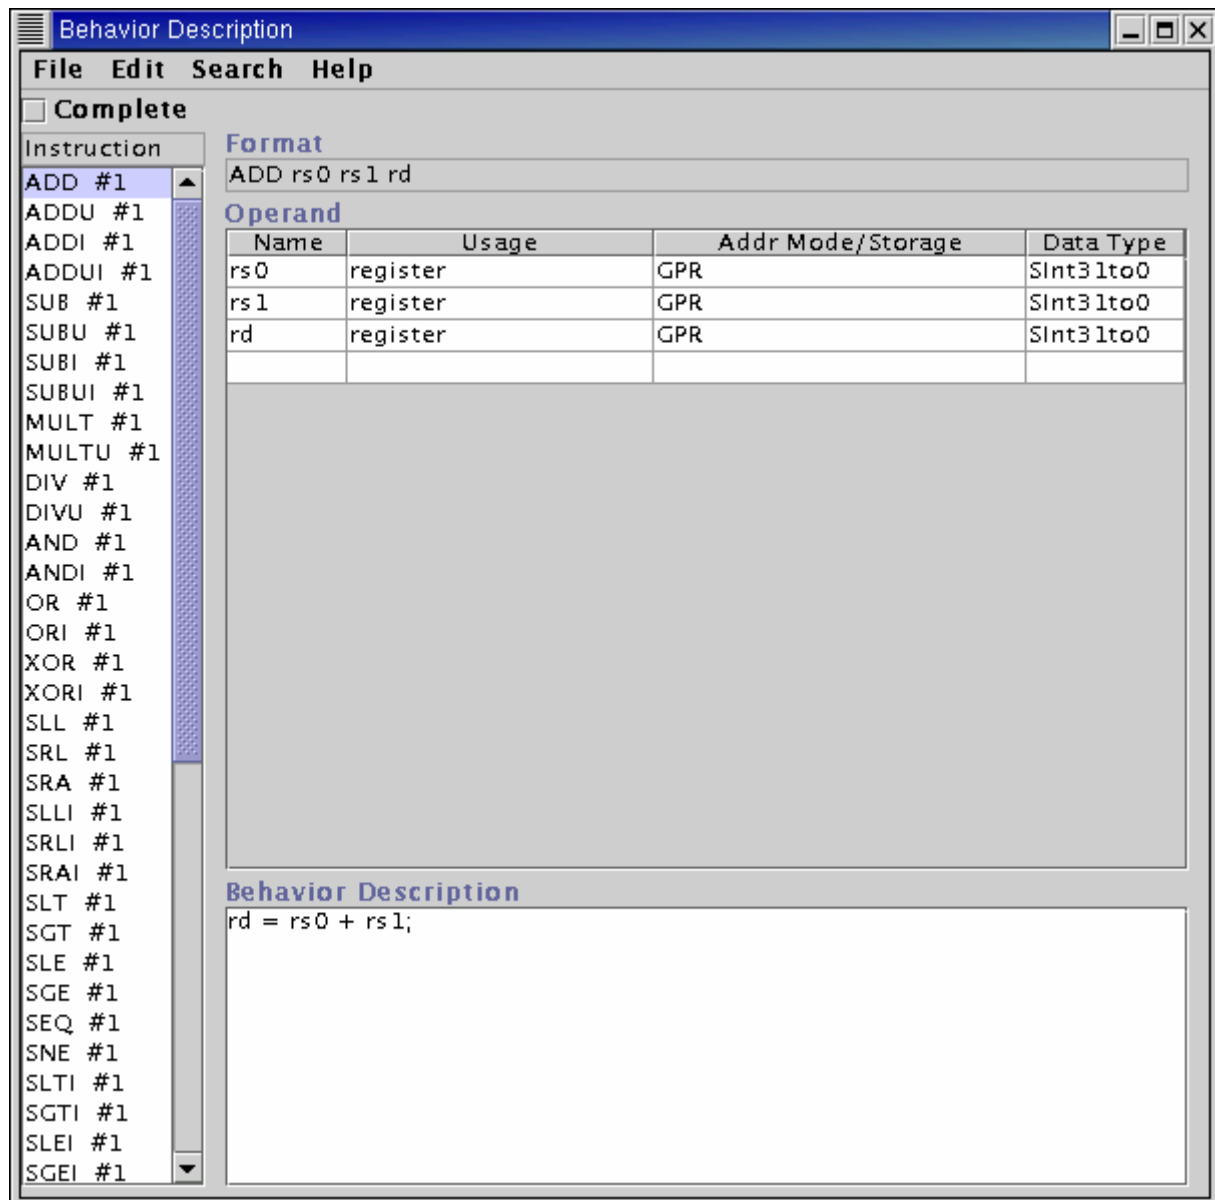 Behavior Description
File Edit Search Help
Complete
Instruction
ADD #1
ADDU #1
ADDI #1
ADDUI #1
SUB #1
SUBU #1
SUBI #1
SUBUI #1
MULT #1
MULTU #1
DIV #1
DIVU #1
AND #1
ANDI #1
OR #1
ORI #1
XOR #1
XORI #1
SLL #1
SRL #1
SRA #1
SLLI #1
SRLI #1
SRAI #1
SLT #1
SGT #1
SLE #1
SGE #1
SEQ #1
SNE #1
SLTI #1
SGTI #1
SLEI #1
SGEI #1
Format
ADD rs0 rs1 rd
Operand
Name Usage Addr Mode/Storage Data Type
rs0 register GPR SInt31to0
rs1 register GPR SInt31to0
rd register GPR SInt31to0
Behavior Description
rd = rs0 + rs1;